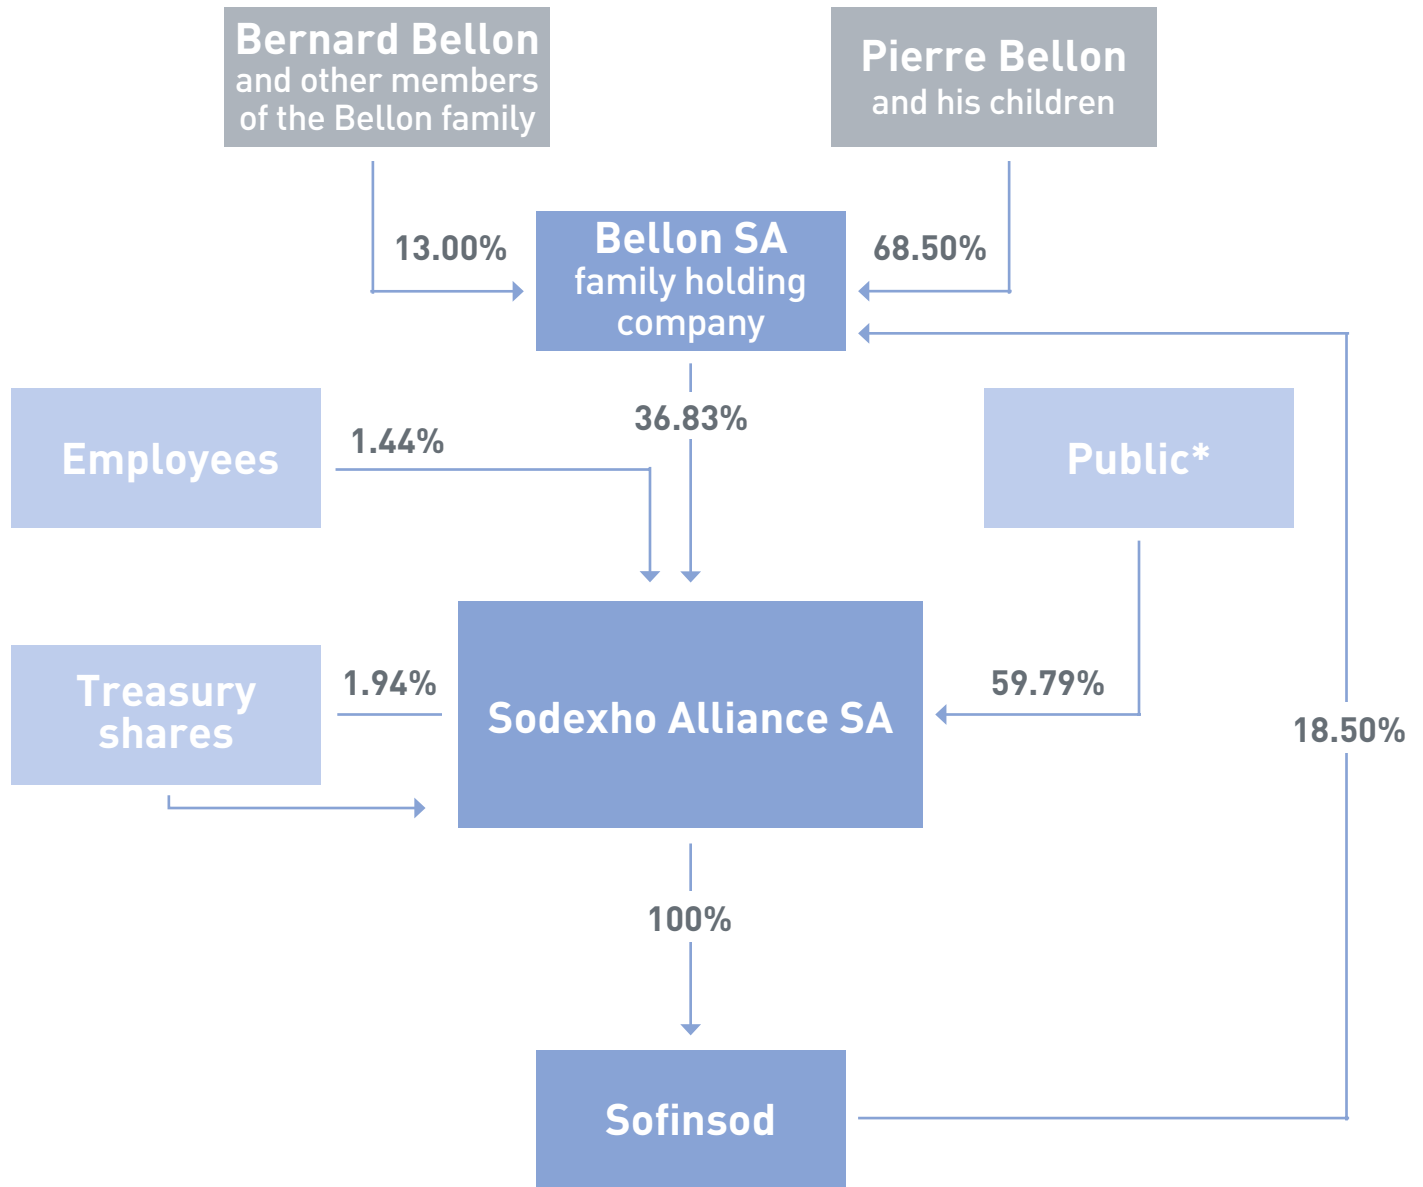 Bernard Bellon
and other members
of the Bellon family
Pierre Bellon
and his children
13.00%
Bellon SA
family holding
company
68.50%
36.83%
Employees
1.44%
Public*
Treasury
shares
1.94%
Sodexho Alliance SA
59.79%
18.50%
100%
Sofinsod